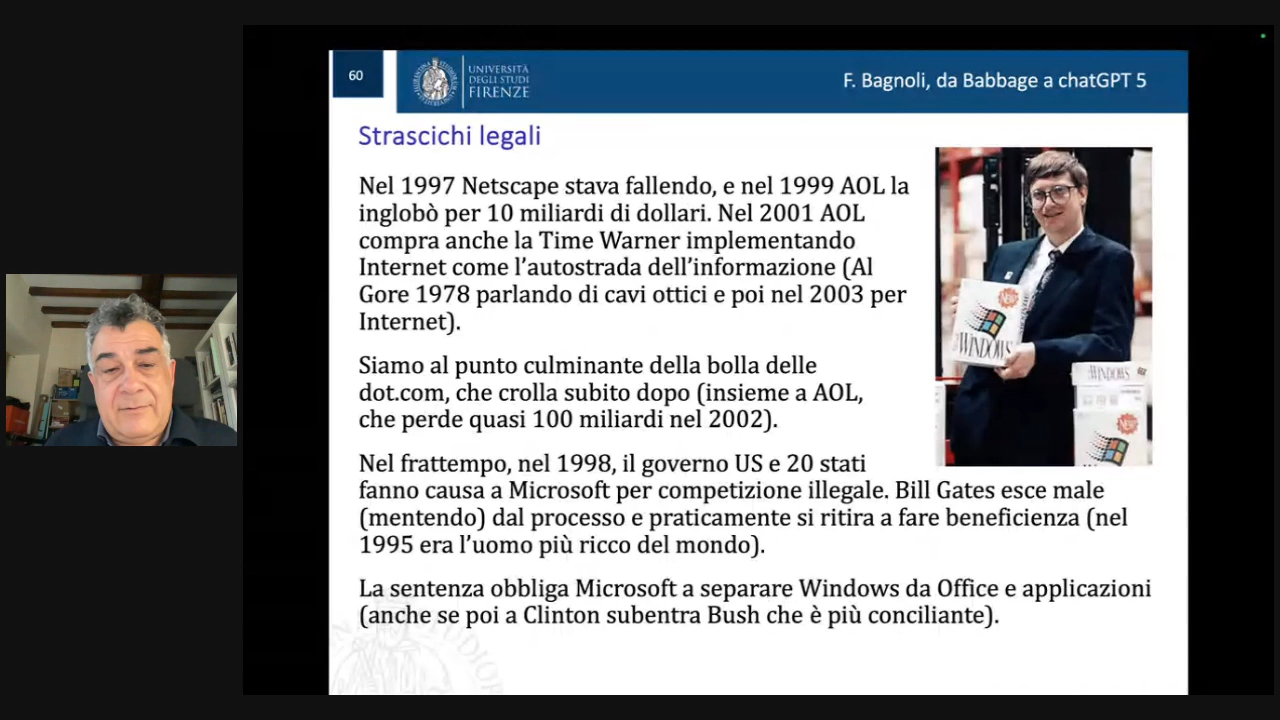 60
UNIVERSITÀ
DEGLI STUDI
FIRENZE
F. Bagnoli, da Babbage a chatGPT 5
Strascichi legali
Nel 1997 Netscape stava fallendo, e nel 1999 AOL la
inglobò per 10 miliardi di dollari. Nel 2001 AOL
compra anche la Time Warner implementando
Internet come l’autostrada dell’informazione (Al
Gore 1978 parlando di cavi ottici e poi nel 2003 per
Internet).
Siamo al punto culminante della bolla delle
dot.com, che crolla subito dopo (insieme a AOL,
che perde quasi 100 miliardi nel 2002).
Nel frattempo, nel 1998, il governo US e 20 stati
fanno causa a Microsoft per competizione illegale. Bill Gates esce male
(mentendo) dal processo e praticamente si ritira a fare beneficienza (nel
1995 era l’uomo più ricco del mondo).
La sentenza obbliga Microsoft a separare Windows da Office e applicazioni
(anche se poi a Clinton subentra Bush che è più conciliante).
NEW
WINDOWS
WINDOWS
NEW